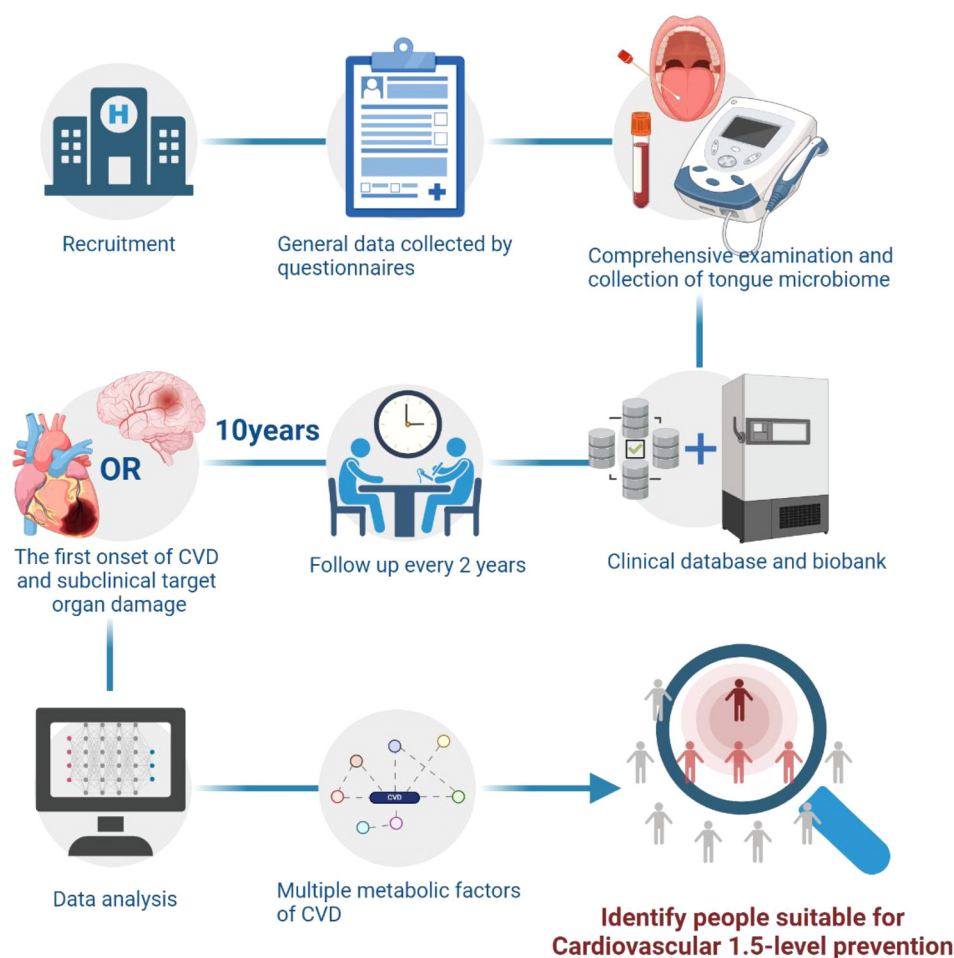 H
Recruitment
General data collected by
questionnaires
Comprehensive examination and
collection of tongue microbiome
OR
10years
The first onset of CVD
and subclinical target
organ damage
Follow up every 2 years
Clinical database and biobank
Data analysis
CVD
Multiple metabolic factors
of CVD
Identify people suitable for
Cardiovascular 1.5-level prevention